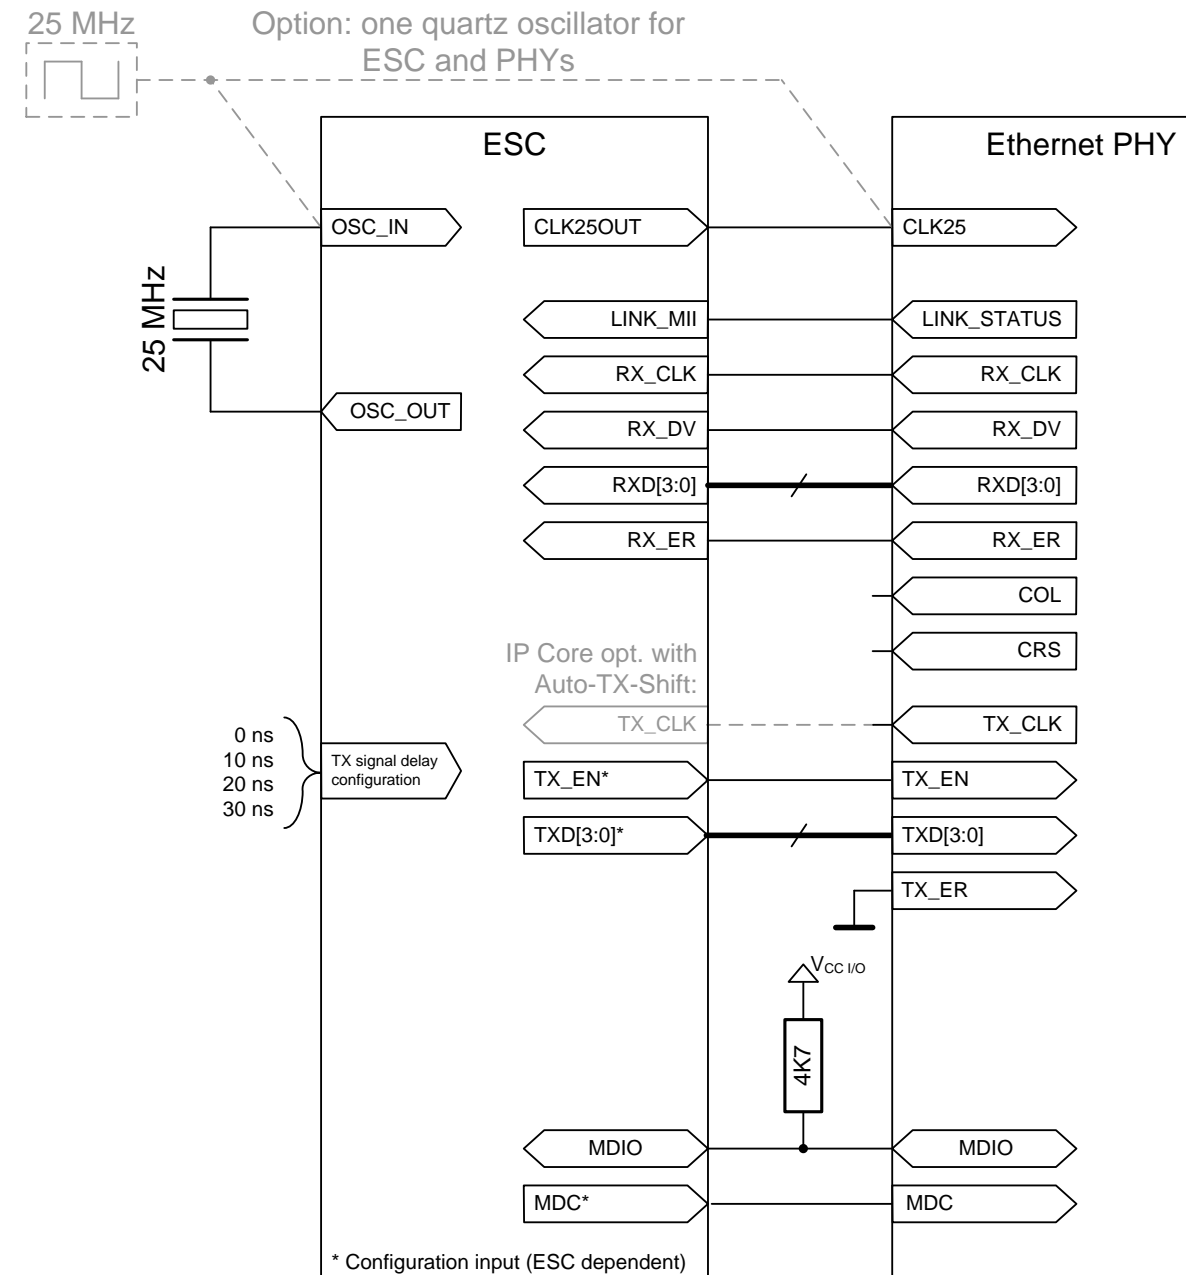 25 MHz
Option: one quartz oscillator for
ESC and PHYs
ESC
Ethernet PHY
OSC_IN
CLK25OUT
CLK25
25 MHz
LINK_MII
LINK_STATUS
RX_CLK
RX_CLK
OSC_OUT
RX_DV
RX_DV
RXD[3:0]
RXD[3:0]
RX_ER
RX_ER
COL
CRS
IP Core opt. with
Auto-TX-Shift:
TX_CLK
TX_CLK
0 ns
10 ns
20 ns
30 ns
TX signal delay
configuration
TX_EN*
TX_EN
TXD[3:0]*
TXD[3:0]
TX_ER
VCC I/O
4K7
MDIO
MDIO
MDC*
MDC
* Configuration input (ESC dependent)